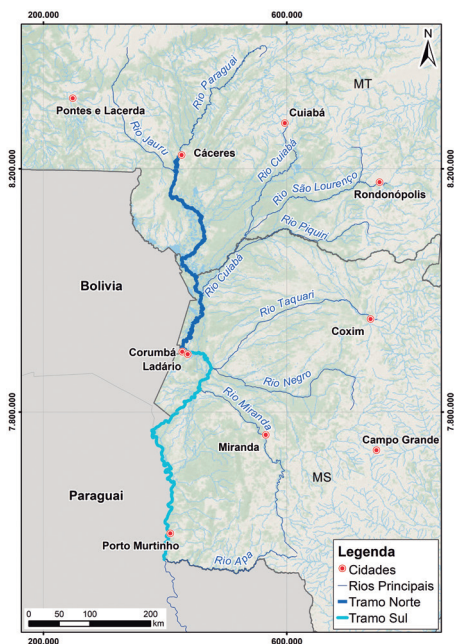 200.000
600.000
N
MT
Rio Paraguai
Pontes e Lacerda
Cuiabá
Rio Jauru
Cáceres
8.200.000
8.200.000
Rio Cuiabá
Rio São Lourenço
Rondonópolis
Rio Piquiri
Rio Cuiabá
Bolivia
Rio Taquari
Coxim
Corumbá
Ladário
Rio Negro
7.800.000
7.800.000
Rio Miranda
Miranda
Campo Grande
MS
Paraguai
Porto Murtinho
Rio Apa
Legenda
Cidades
Rios Principais
Tramo Norte
Tramo Sul
0 50 100 200
km
200.000
600.000